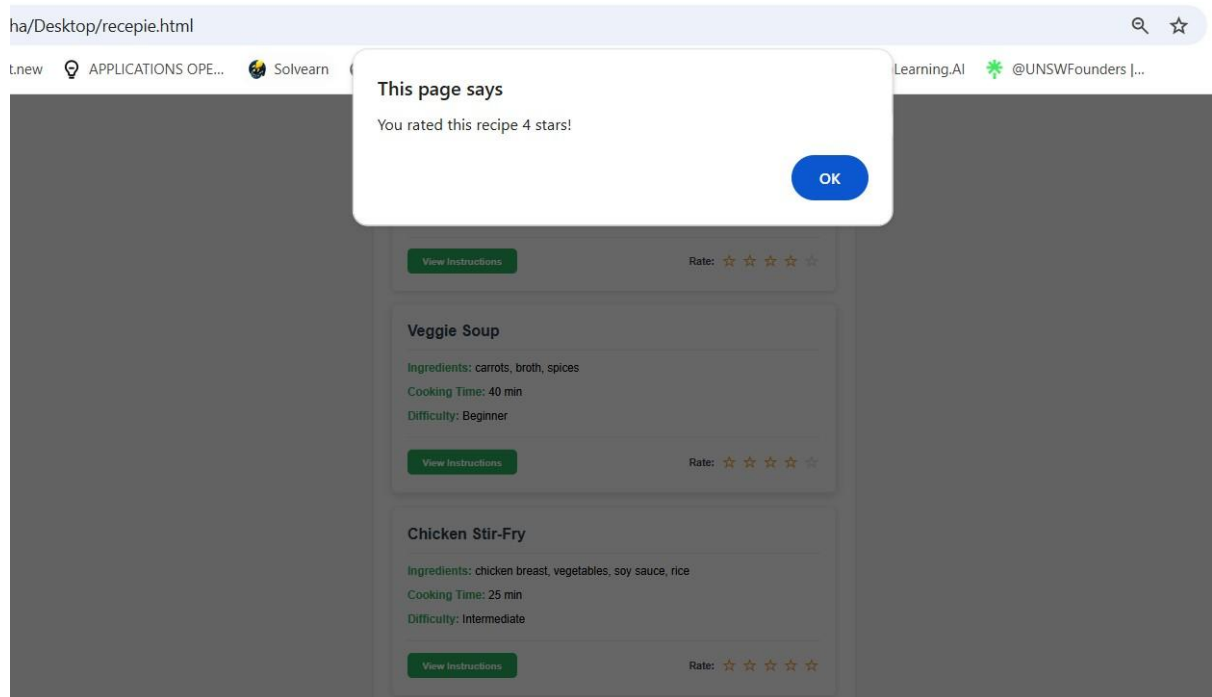 ha/Desktop/recepie.html
t.new APPLICATIONS OPE... Solvearn Learning.AI @UNSWFounders |...
This page says
You rated this recipe 4 stars!
OK
View Instructions Rate: ☆ ☆ ☆ ☆ ☆
Veggie Soup
Ingredients: carrots, broth, spices
Cooking Time: 40 min
Difficulty: Beginner
View Instructions Rate: ☆ ☆ ☆ ☆ ☆
Chicken Stir-Fry
Ingredients: chicken breast, vegetables, soy sauce, rice
Cooking Time: 25 min
Difficulty: Intermediate
View Instructions Rate: ☆ ☆ ☆ ☆ ☆